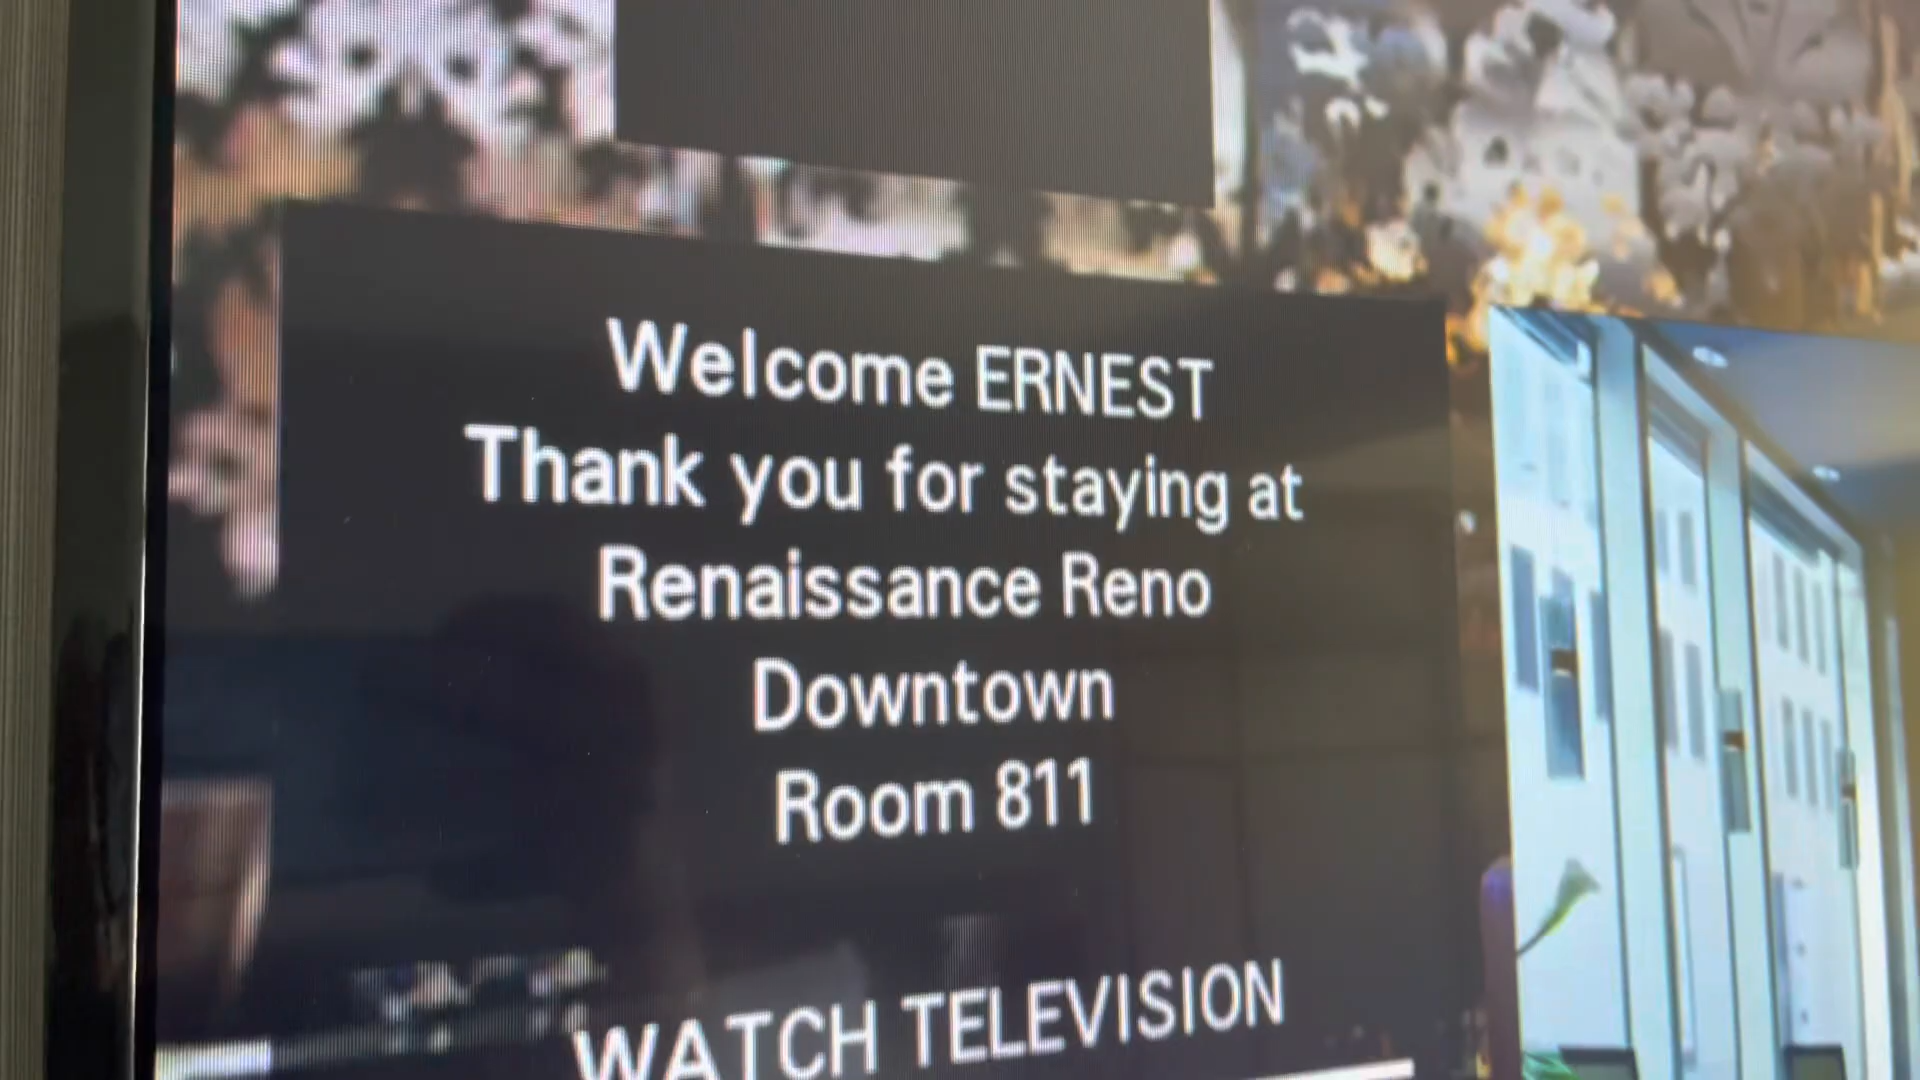 Welcome ERNEST
Thank you for staying at
Renaissance Reno
Downtown
Room 811
WATCH TELEVISION